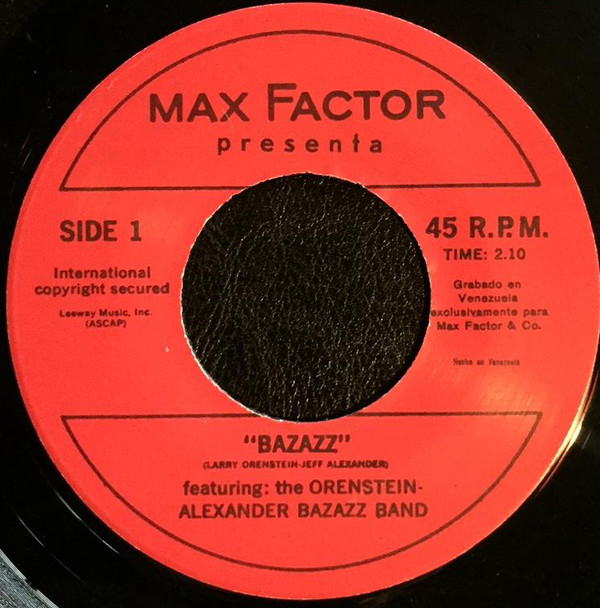 MAX FACTOR
presenta
SIDE 1
International
copyright secured
Leeway Music, Inc.
(ASCAP)
45 R.P.M.
TIME: 2.10
Grabado en
Venezuela
exclusivamente para
Max Factor & Co.
Hecho en Venezuela
"BAZAZZ"
(LARRY ORENSTEIN-JEFF ALEXANDER)
featuring: the ORENSTEIN-
ALEXANDER BAZAZZ BAND